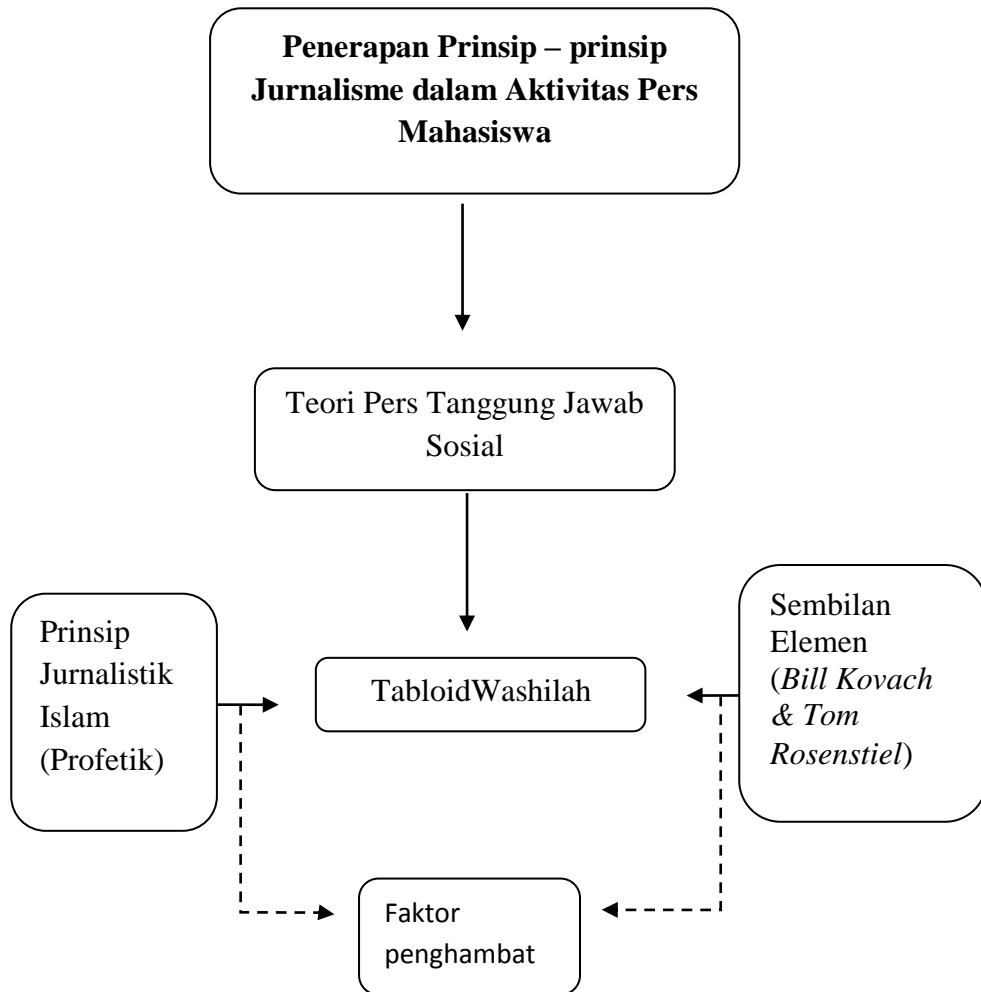 Penerapan Prinsip – prinsip
Jurnalisme dalam Aktivitas Pers
Mahasiswa
Teori Pers Tanggung Jawab
Sosial
Prinsip
Jurnalistik
Islam
(Profetik)
TabloidWashilah
Sembilan
Elemen
(Bill Kovach
& Tom
Rosenstiel)
Faktor
penghambat